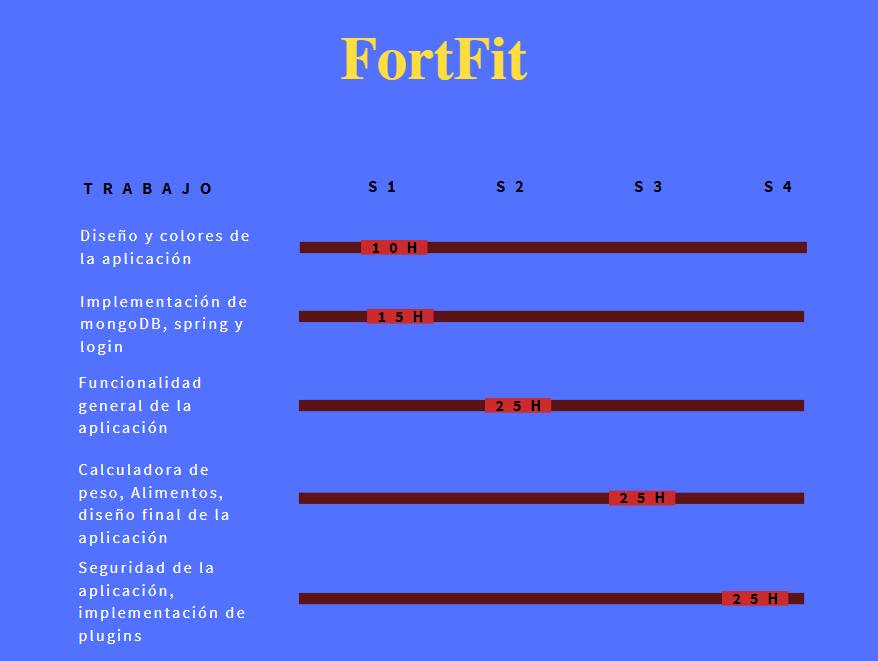 FortFit
TRABAJO S1 S2 S3 S4
Diseño y colores de
la aplicación
10H
Implementación de
mongoDB, spring y
login
15H
Funcionalidad
general de la
aplicación
25H
Calculadora de
peso, Alimentos,
diseño final de la
aplicación
25H
Seguridad de la
aplicación,
implementación de
plugins
25H